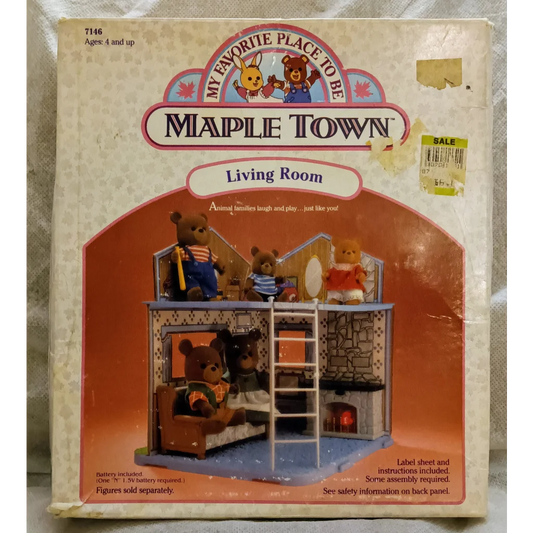 7146
Ages: 4 and up
MY FAVORITE PLACE TO BE
MAPLE TOWN™
SALE
87
Living Room
Animal families laugh and play...just like you!
Battery included.
(One "N" 1.5V battery required.)
Figures sold separately.
Label sheet and
instructions included.
Some assembly required.
See safety information on back panel.